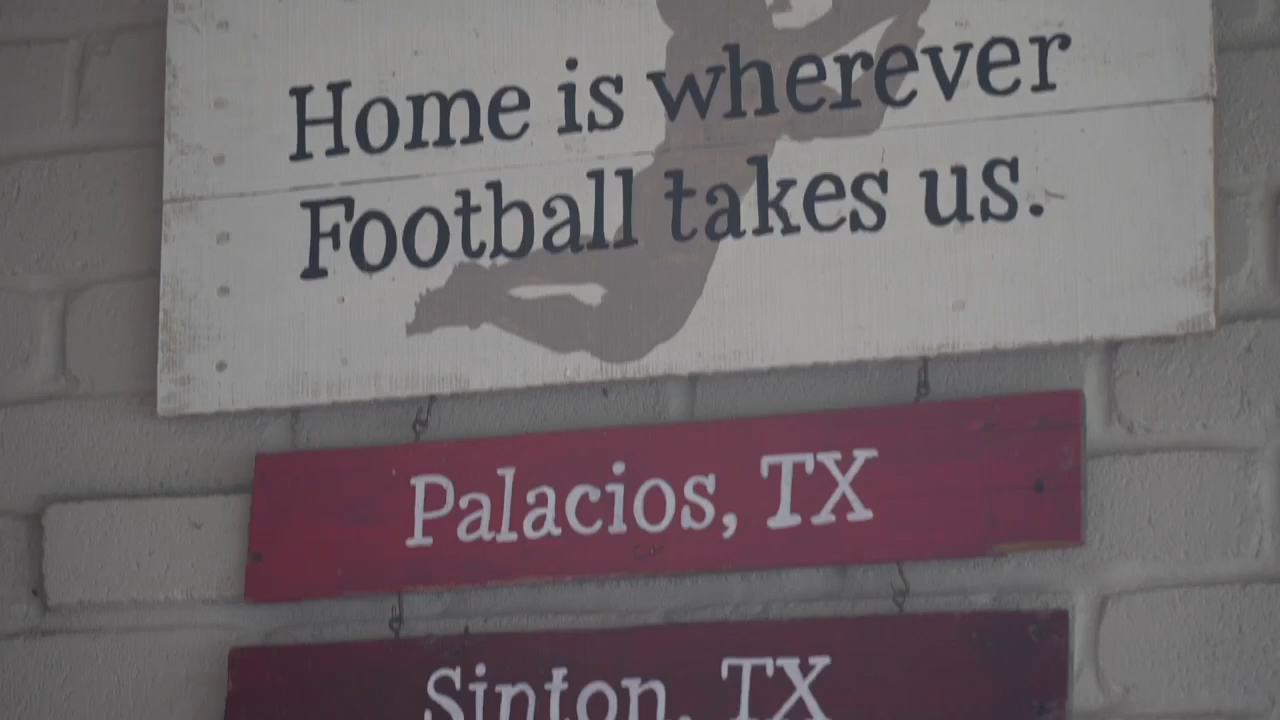 Home is wherever
Football takes us.
Palacios, TX
Sinton, TX